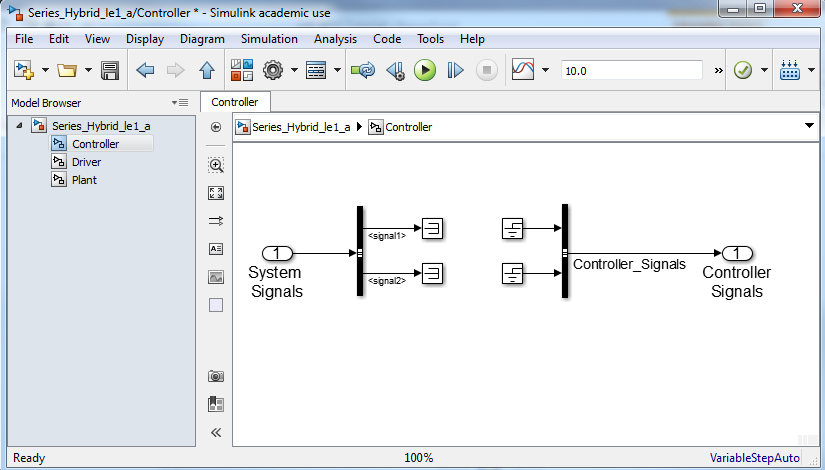 Series_Hybrid_le1_a/Controller * - Simulink academic use
File Edit View Display Diagram Simulation Analysis Code Tools Help
10.0 »
Model Browser
Controller
Series_Hybrid_le1_a
Controller
Driver
Plant
Series_Hybrid_le1_a Controller
1
System
Signals
<signal1>
<signal2>
Controller_Signals
1
Controller
Signals
Ready
100%
VariableStepAuto